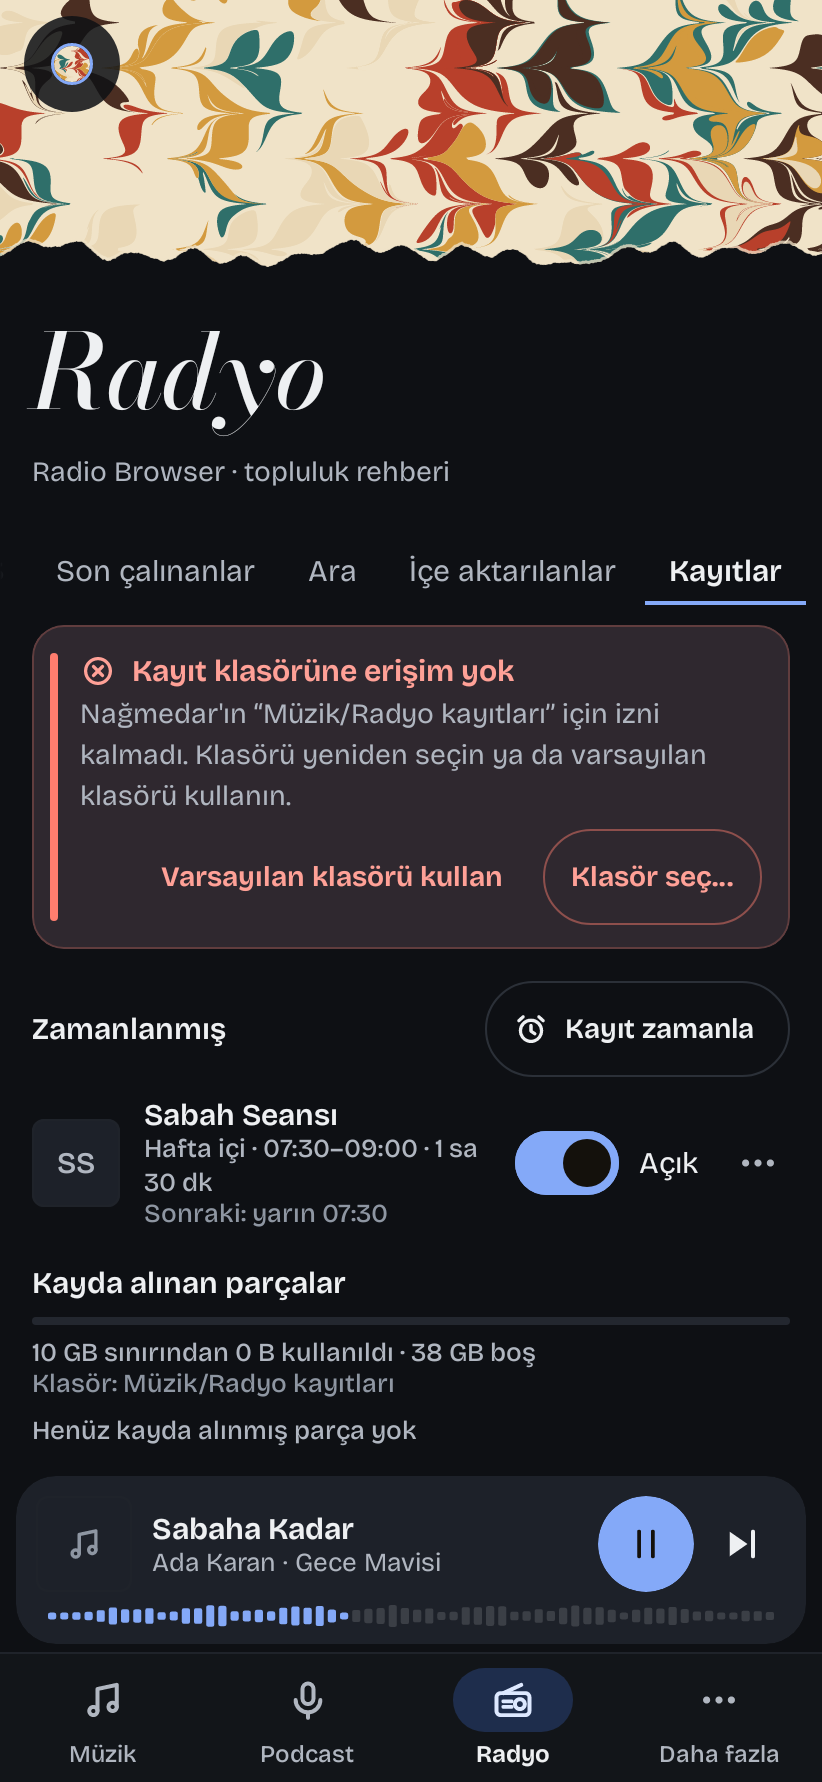 Radyo
Radio Browser · topluluk rehberi
Son çalınanlar
Ara
İçe aktarılanlar
Kayıtlar
Kayıt klasörüne erişim yok
Nağmedar'ın “Müzik/Radyo kayıtları” için izni
kalmadı. Klasörü yeniden seçin ya da varsayılan
klasörü kullanın.
Varsayılan klasörü kullan
Klasör seç...
Zamanlanmış
Kayıt zamanla
SS
Sabah Seansı
Hafta içi · 07:30–09:00 · 1 sa
30 dk
Sonraki: yarın 07:30
Açık
Kayda alınan parçalar
10 GB sınırından 0 B kullanıldı · 38 GB boş
Klasör: Müzik/Radyo kayıtları
Henüz kayda alınmış parça yok
Sabaha Kadar
Ada Karan · Gece Mavisi
Müzik
Podcast
Radyo
Daha fazla